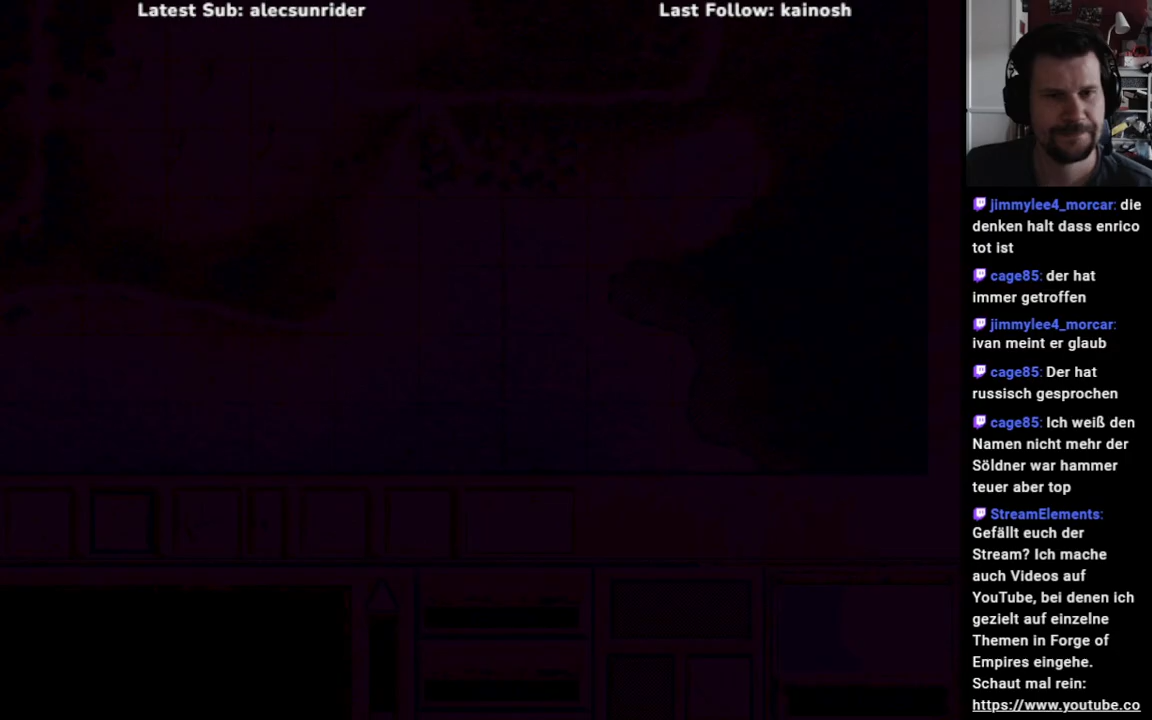 Latest Sub: alecsunrider
Last Follow: kainosh
jimmylee4_morcar: die
denken halt dass enrico
tot ist
cage85: der hat
immer getroffen
jimmylee4_morcar:
ivan meint er glaub
cage85: Der hat
russisch gesprochen
cage85: Ich weiß den
Namen nicht mehr der
Söldner war hammer
teuer aber top
StreamElements:
Gefällt euch der
Stream? Ich mache
auch Videos auf
YouTube, bei denen ich
gezielt auf einzelne
Themen in Forge of
Empires eingehe.
Schaut mal rein:
https://www.youtube.co